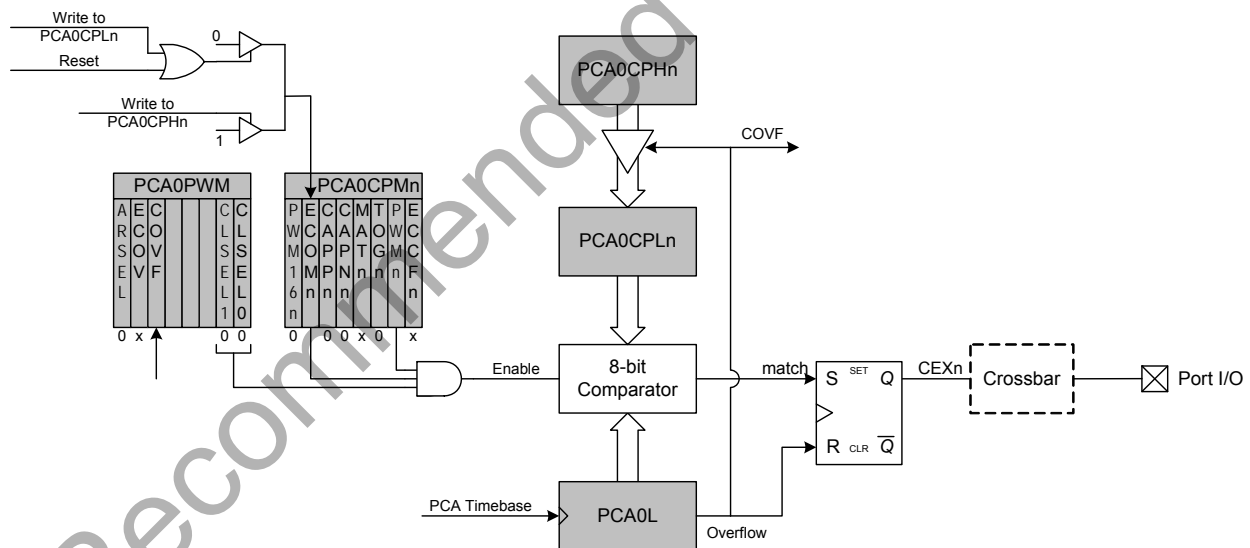 Write to
PCA0CPLn
Reset
0
Write to
PCA0CPHn
1
PCA0CPHn
COVF
PCA0PWM
ARSEL
ECOV
COVF
CLSEL1
CLSEL0
0 x 0 0
PCA0CPMn
PWM16n
ECOMn
CAPPn
CAPNn
MATn
TOGn
PWMn
ECCFn
0 0 0 x 0 x
PCA0CPLn
Enable
8-bit
Comparator
match
S SET Q
R CLR Q
CEXn
Crossbar
Port I/O
PCA Timebase
PCA0L
Overflow
Recommended